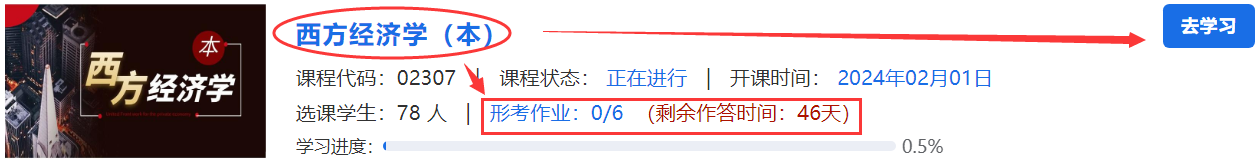 本
西方经济学
西方经济学（本）
去学习
课程代码：02307 | 课程状态：正在进行 | 开课时间：2024年02月01日
选课学生：78 人 | 形考作业：0/6 （剩余作答时间：46天）
学习进度： 0.5%